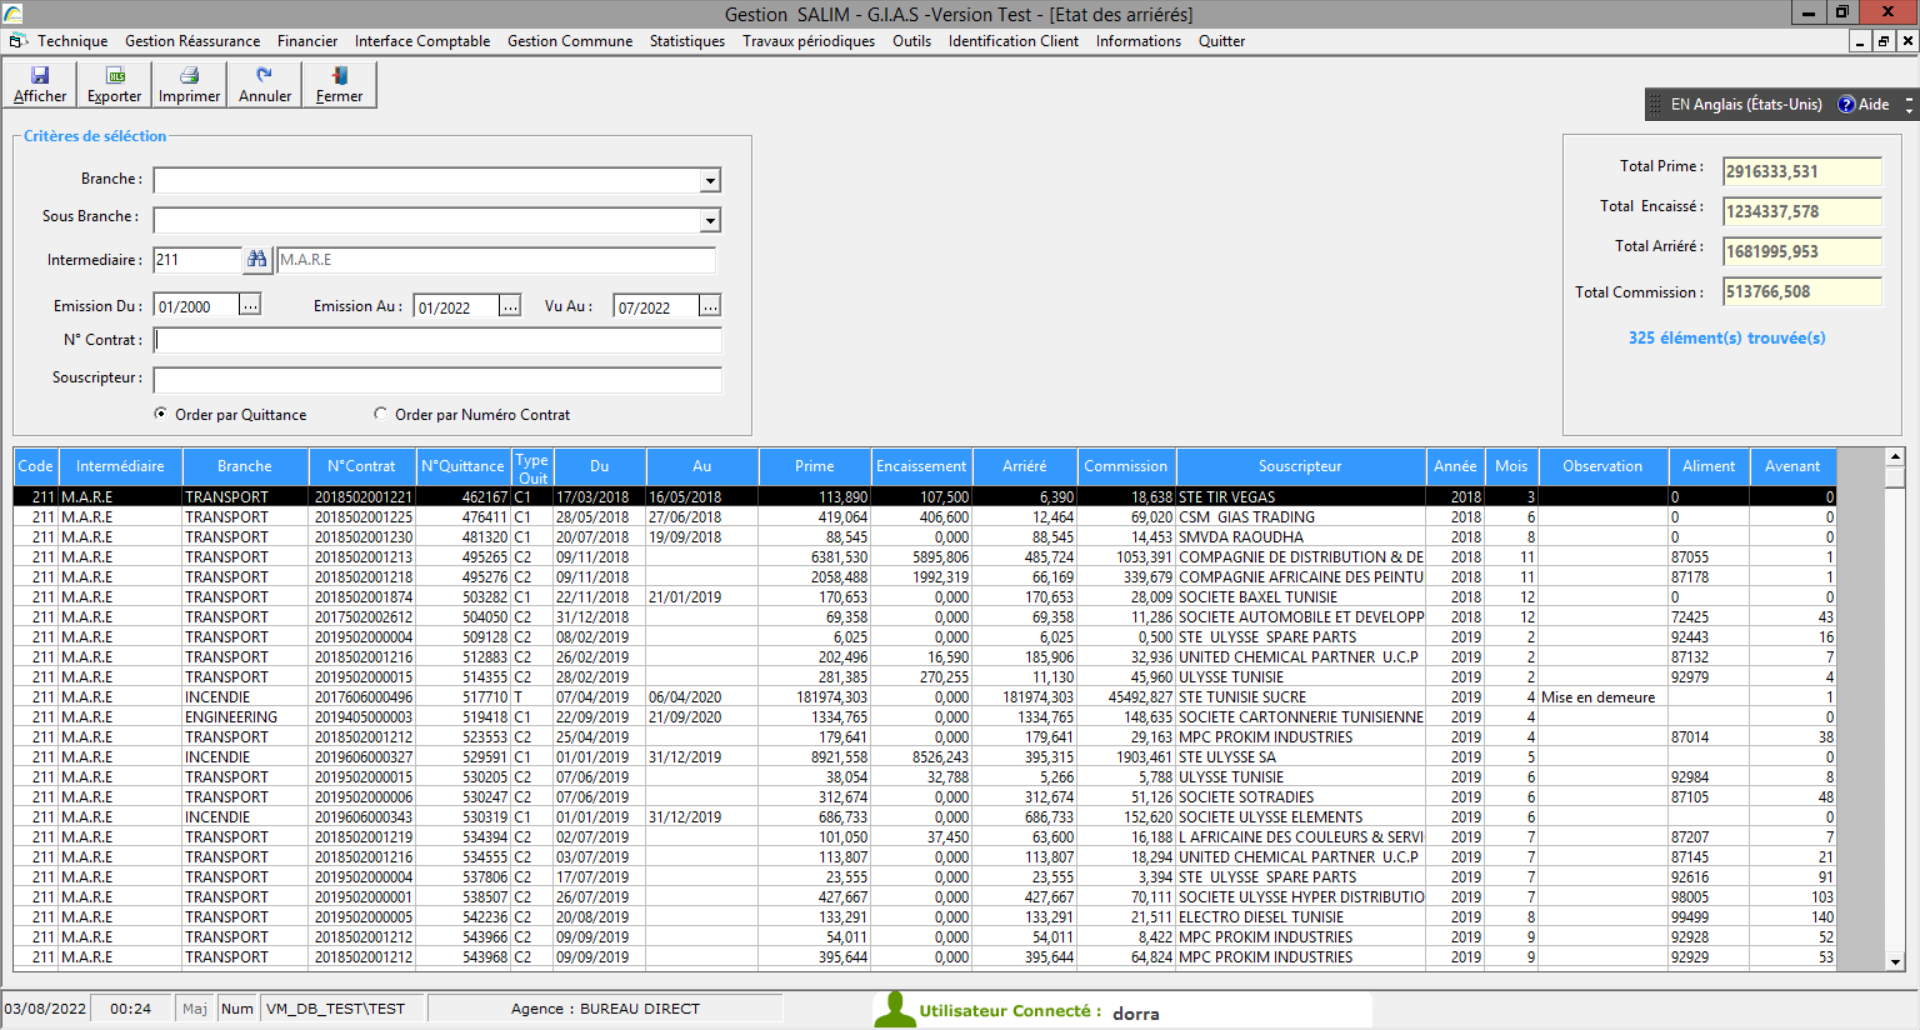 Gestion  SALIM - G.I.A.S -Version Test - [Etat des arriérés]
Technique Gestion Réassurance Financier Interface Comptable Gestion Commune Statistiques Travaux périodiques Outils Identification Client Informations Quitter
Afficher Exporter Imprimer Annuler Fermer
EN Anglais (États-Unis) Aide
Critères de séléction
Branche :
Sous Branche :
Intermediaire : 211 M.A.R.E
Emission Du : 01/2000 ... Emission Au : 01/2022 ... Vu Au : 07/2022 ...
N° Contrat :
Souscripteur :
Order par Quittance Order par Numéro Contrat
Total Prime : 2916333,531
Total  Encaissé : 1234337,578
Total Arriéré : 1681995,953
Total Commission : 513766,508
325 élément(s) trouvée(s)
Code Intermédiaire Branche N°Contrat N°Quittance Type Quit Du Au Prime Encaissement Arriéré Commission Souscripteur Année Mois Observation Aliment Avenant
211 M.A.R.E TRANSPORT 2018502001221 462167 C1 17/03/2018 16/05/2018 113,890 107,500 6,390 18,638 STE TIR VEGAS 2018 3 0 0
211 M.A.R.E TRANSPORT 2018502001225 476411 C1 28/05/2018 27/06/2018 419,064 406,600 12,464 69,020 CSM  GIAS TRADING 2018 6 0 0
211 M.A.R.E TRANSPORT 2018502001230 481320 C1 20/07/2018 19/09/2018 88,545 0,000 88,545 14,453 SMVDA RAOUDHA 2018 8 0 0
211 M.A.R.E TRANSPORT 2018502001213 495265 C2 09/11/2018 6381,530 5895,806 485,724 1053,391 COMPAGNIE DE DISTRIBUTION & DE 2018 11 87055 1
211 M.A.R.E TRANSPORT 2018502001218 495276 C2 09/11/2018 2058,488 1992,319 66,169 339,679 COMPAGNIE AFRICAINE DES PEINTU 2018 11 87178 1
211 M.A.R.E TRANSPORT 2018502001874 503282 C1 22/11/2018 21/01/2019 170,653 0,000 170,653 28,009 SOCIETE BAXEL TUNISIE 2018 12 0 0
211 M.A.R.E TRANSPORT 2017502002612 504050 C2 31/12/2018 69,358 0,000 69,358 11,286 SOCIETE AUTOMOBILE ET DEVELOPP 2018 12 72425 43
211 M.A.R.E TRANSPORT 2019502000004 509128 C2 08/02/2019 6,025 0,000 6,025 0,500 STE  ULYSSE  SPARE PARTS 2019 2 92443 16
211 M.A.R.E TRANSPORT 2018502001216 512883 C2 26/02/2019 202,496 16,590 185,906 32,936 UNITED CHEMICAL PARTNER  U.C.P 2019 2 87132 7
211 M.A.R.E TRANSPORT 2019502000015 514355 C2 28/02/2019 281,385 270,255 11,130 45,960 ULYSSE TUNISIE 2019 2 92979 4
211 M.A.R.E INCENDIE 2017606000496 517710 T 07/04/2019 06/04/2020 181974,303 0,000 181974,303 45492,827 STE TUNISIE SUCRE 2019 4 Mise en demeure 1
211 M.A.R.E ENGINEERING 2019405000003 519418 C1 22/09/2019 21/09/2020 1334,765 0,000 1334,765 148,635 SOCIETE CARTONNERIE TUNISIENNE 2019 4 0
211 M.A.R.E TRANSPORT 2018502001212 523553 C2 25/04/2019 179,641 0,000 179,641 29,163 MPC PROKIM INDUSTRIES 2019 4 87014 38
211 M.A.R.E INCENDIE 2019606000327 529591 C1 01/01/2019 31/12/2019 8921,558 8526,243 395,315 1903,461 STE ULYSSE SA 2019 5 0
211 M.A.R.E TRANSPORT 2019502000015 530205 C2 07/06/2019 38,054 32,788 5,266 5,788 ULYSSE TUNISIE 2019 6 92984 8
211 M.A.R.E TRANSPORT 2019502000006 530247 C2 07/06/2019 312,674 0,000 312,674 51,126 SOCIETE SOTRADIES 2019 6 87105 48
211 M.A.R.E INCENDIE 2019606000343 530319 C1 01/01/2019 31/12/2019 686,733 0,000 686,733 152,620 SOCIETE ULYSSE ELEMENTS 2019 6 0
211 M.A.R.E TRANSPORT 2018502001219 534394 C2 02/07/2019 101,050 37,450 63,600 16,188 L AFRICAINE DES COULEURS & SERVI 2019 7 87207 7
211 M.A.R.E TRANSPORT 2018502001216 534555 C2 03/07/2019 113,807 0,000 113,807 18,294 UNITED CHEMICAL PARTNER  U.C.P 2019 7 87145 21
211 M.A.R.E TRANSPORT 2019502000004 537806 C2 17/07/2019 23,555 0,000 23,555 3,394 STE  ULYSSE  SPARE PARTS 2019 7 92616 91
211 M.A.R.E TRANSPORT 2019502000001 538507 C2 26/07/2019 427,667 0,000 427,667 70,111 SOCIETE ULYSSE HYPER DISTRIBUTIO 2019 7 98005 103
211 M.A.R.E TRANSPORT 2019502000005 542236 C2 20/08/2019 133,291 0,000 133,291 21,511 ELECTRO DIESEL TUNISIE 2019 8 99499 140
211 M.A.R.E TRANSPORT 2018502001212 543966 C2 09/09/2019 54,011 0,000 54,011 8,422 MPC PROKIM INDUSTRIES 2019 9 92928 52
211 M.A.R.E TRANSPORT 2018502001212 543968 C2 09/09/2019 395,644 0,000 395,644 64,824 MPC PROKIM INDUSTRIES 2019 9 92929 53
03/08/2022 00:24 Maj Num VM_DB_TEST\TEST Agence : BUREAU DIRECT Utilisateur Connecté : dorra